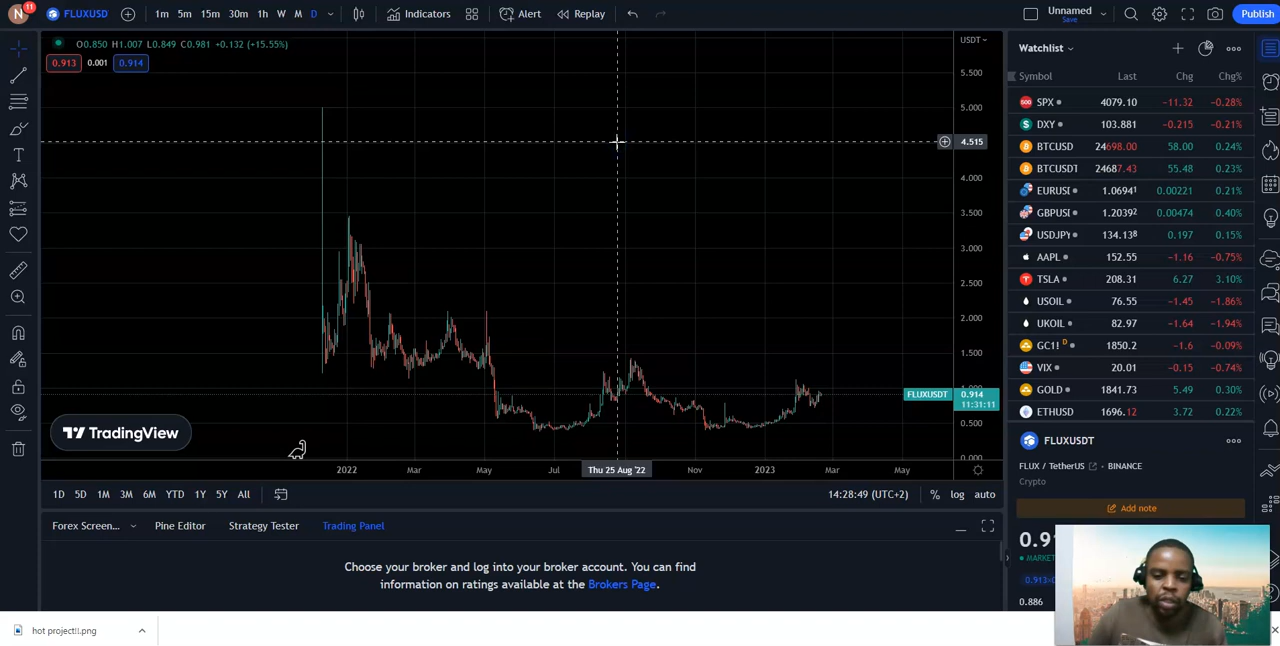 N 11 FLUXUSD 1m 5m 15m 30m 1h W M D Indicators Alert Replay Unnamed Save Publish
O0.850 H1.007 L0.849 C0.981 +0.132 (+15.55%)
0.913 0.001 0.914
USDT
5.500
5.000
4.515
4.000
3.500
3.000
2.500
2.000
1.500
1.000
FLUXUSDT 0.914
11:31:11
0.500
0.000
TradingView
2022 Mar May Jul Thu 25 Aug '22 Nov 2023 Mar May
1D 5D 1M 3M 6M YTD 1Y 5Y All 14:28:49 (UTC+2) % log auto
Forex Screen... Pine Editor Strategy Tester Trading Panel
Choose your broker and log into your broker account. You can find
information on ratings available at the Brokers Page.
Watchlist
Symbol Last Chg Chg%
500 SPX 4079.10 −11.32 −0.28%
$ DXY 103.881 −0.215 −0.21%
BTCUSD 24698.00 58.00 0.24%
BTCUSDT 24687.43 55.48 0.23%
EURUSI 1.06941 0.00221 0.21%
GBPUSI 1.20392 0.00474 0.40%
USDJPY 134.138 0.197 0.15%
AAPL 152.55 −1.16 −0.75%
TSLA 208.31 6.27 3.10%
USOIL 76.55 −1.45 −1.86%
UKOIL 82.97 −1.64 −1.94%
GC1! D 1850.2 −1.6 −0.09%
VIX 20.01 −0.15 −0.74%
GOLD 1841.73 5.49 0.30%
ETHUSD 1696.12 3.72 0.22%
FLUXUSDT
FLUX / TetherUS BINANCE
Crypto
Add note
0.91
MARKE
0.913
0.886
hot project!!.png